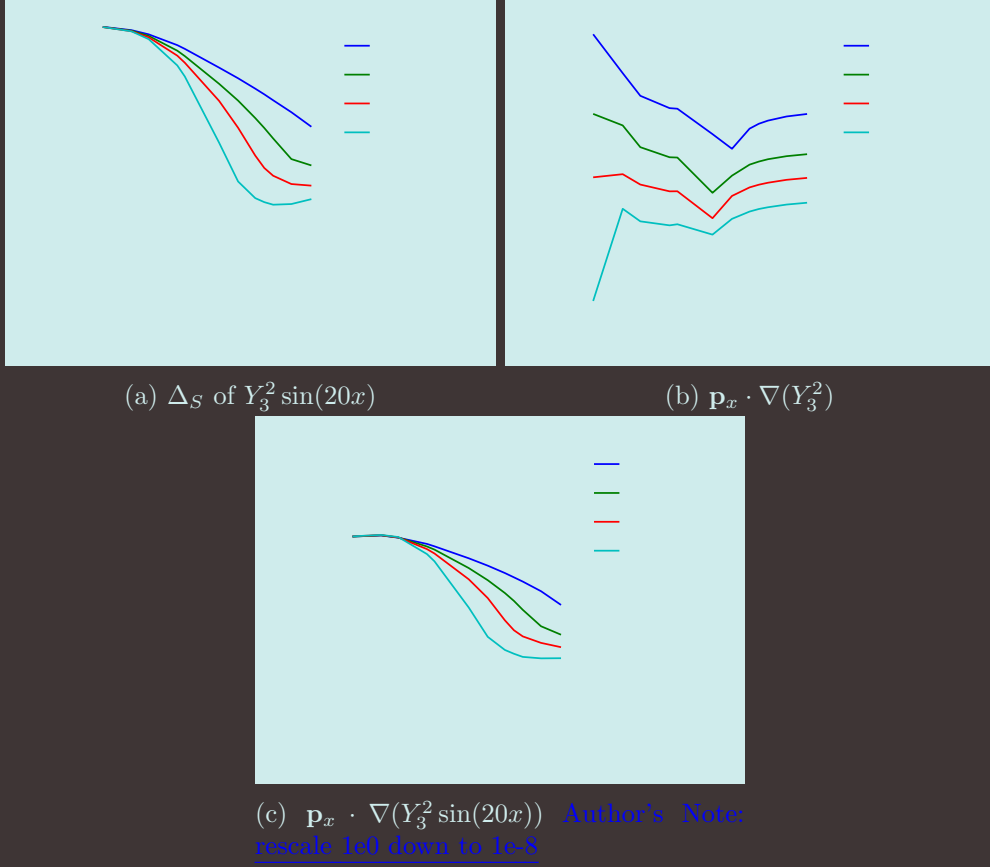 (a) Δ_S of Y_3^2 sin(20x)
(b) p_x · ∇(Y_3^2)
(c) p_x · ∇(Y_3^2 sin(20x)) Author's Note:
rescale 1e0 down to 1e-8